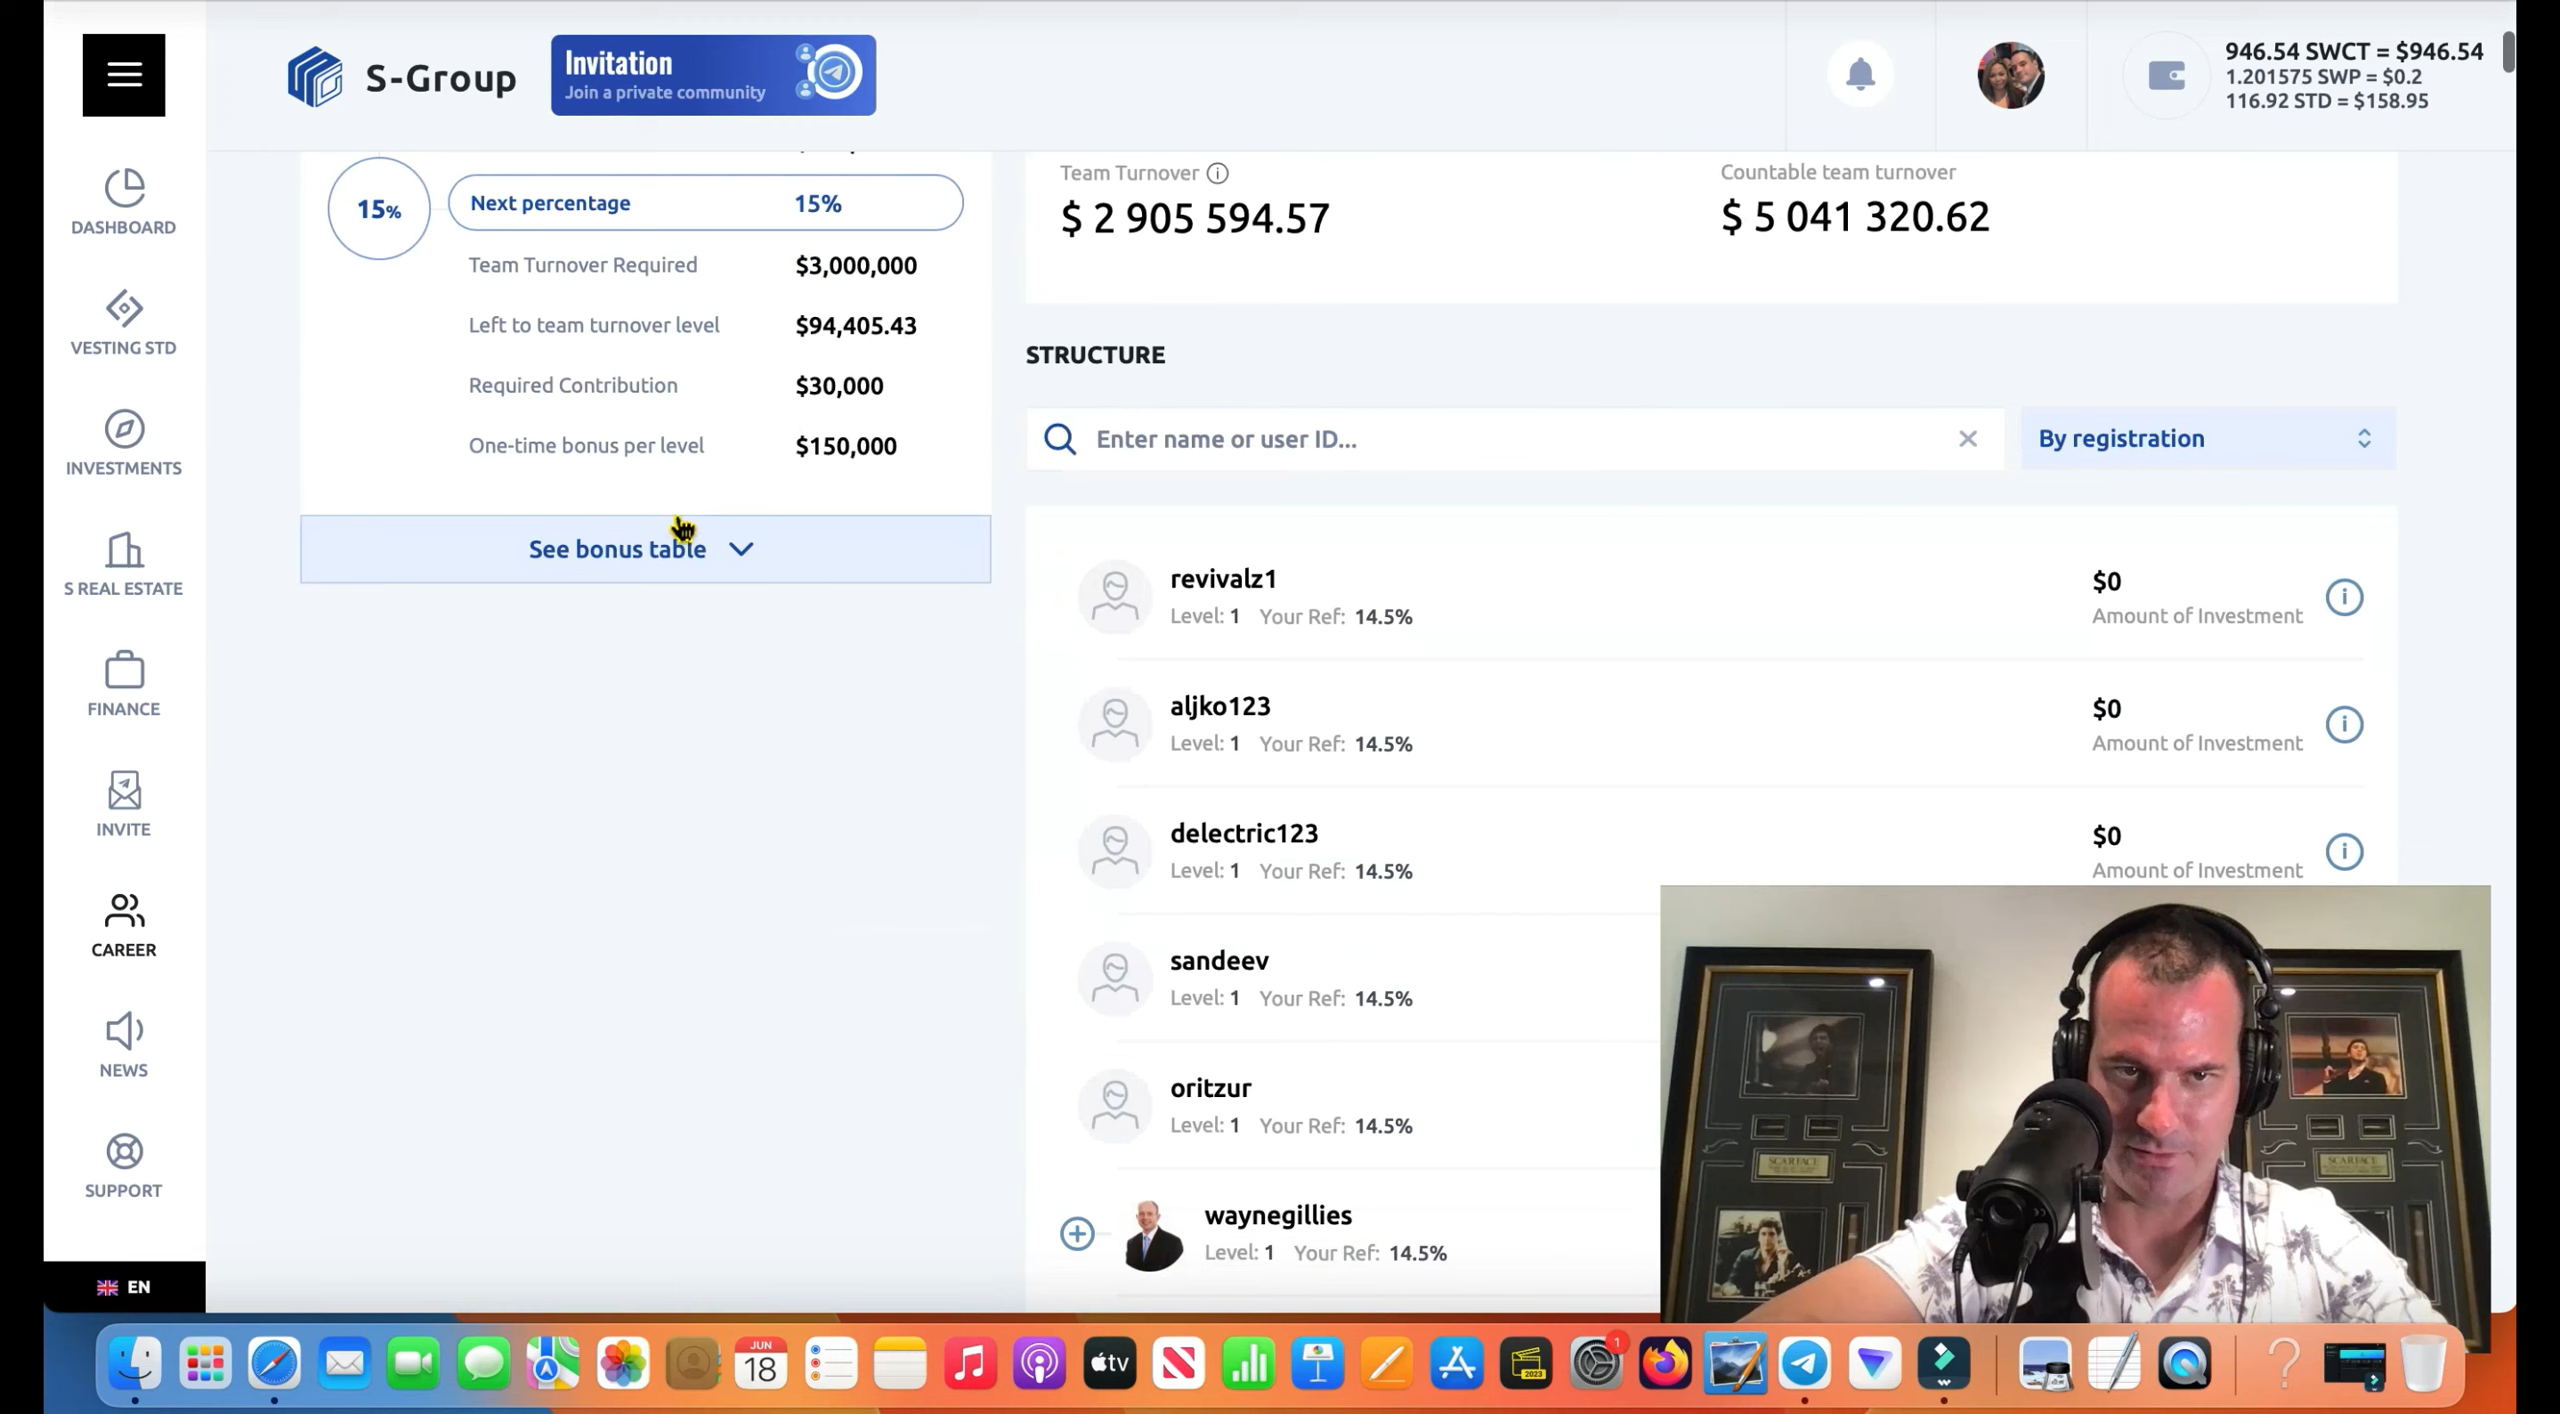 S-Group
Invitation
Join a private community
946.54 SWCT = $946.54
1.201575 SWP = $0.2
116.92 STD = $158.95
DASHBOARD
VESTING STD
INVESTMENTS
S REAL ESTATE
FINANCE
INVITE
CAREER
NEWS
SUPPORT
EN
15%
Next percentage 15%
Team Turnover Required $3,000,000
Left to team turnover level $94,405.43
Required Contribution $30,000
One-time bonus per level $150,000
See bonus table
Team Turnover
$ 2 905 594.57
Countable team turnover
$ 5 041 320.62
STRUCTURE
Enter name or user ID...
By registration
revivalz1
Level: 1 Your Ref: 14.5%
$0
Amount of Investment
aljko123
Level: 1 Your Ref: 14.5%
$0
Amount of Investment
delectric123
Level: 1 Your Ref: 14.5%
$0
Amount of Investment
sandeev
Level: 1 Your Ref: 14.5%
oritzur
Level: 1 Your Ref: 14.5%
waynegillies
Level: 1 Your Ref: 14.5%
SCARFACE
SCARFACE
JUN
18
tv
2023
1